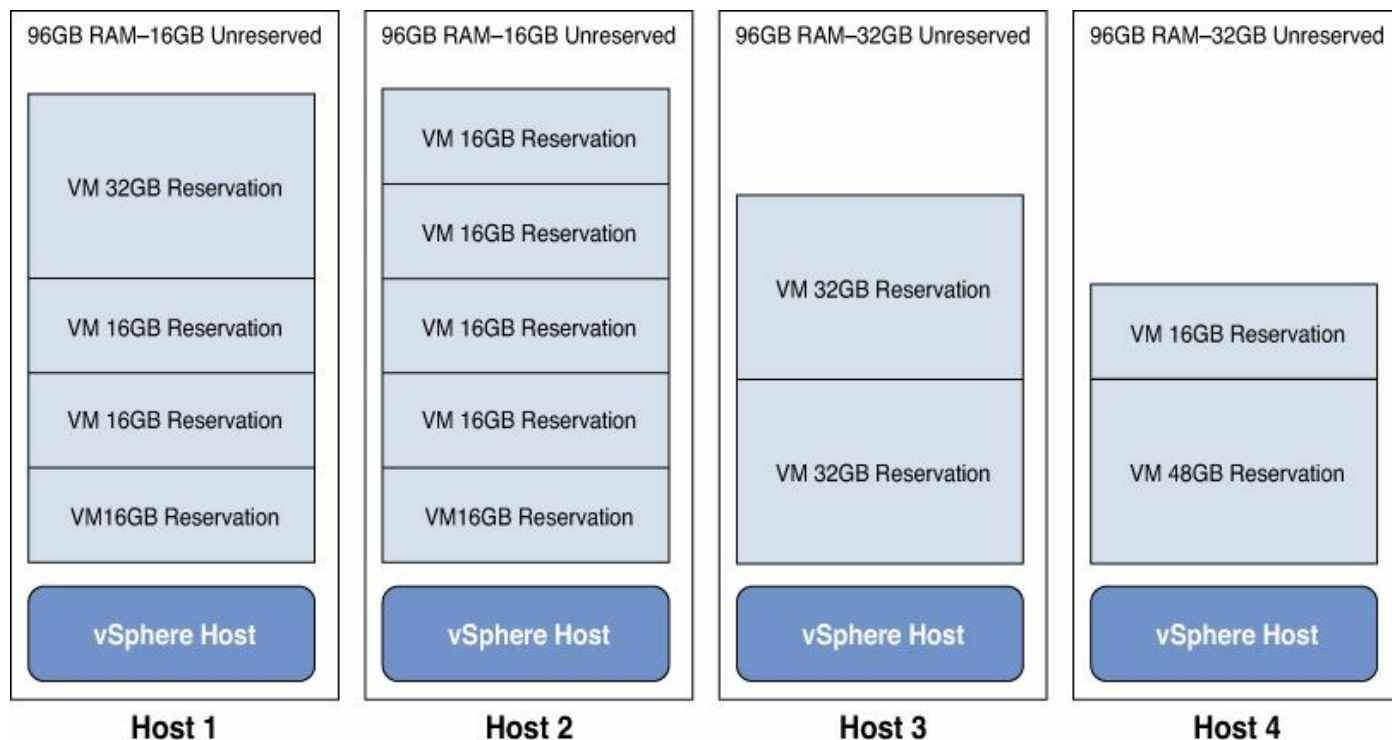 96GB RAM–16GB Unreserved
VM 32GB Reservation
VM 16GB Reservation
VM 16GB Reservation
VM16GB Reservation
vSphere Host
Host 1
96GB RAM–16GB Unreserved
VM 16GB Reservation
VM 16GB Reservation
VM 16GB Reservation
VM 16GB Reservation
VM16GB Reservation
vSphere Host
Host 2
96GB RAM–32GB Unreserved
VM 32GB Reservation
VM 32GB Reservation
vSphere Host
Host 3
96GB RAM–32GB Unreserved
VM 16GB Reservation
VM 48GB Reservation
vSphere Host
Host 4